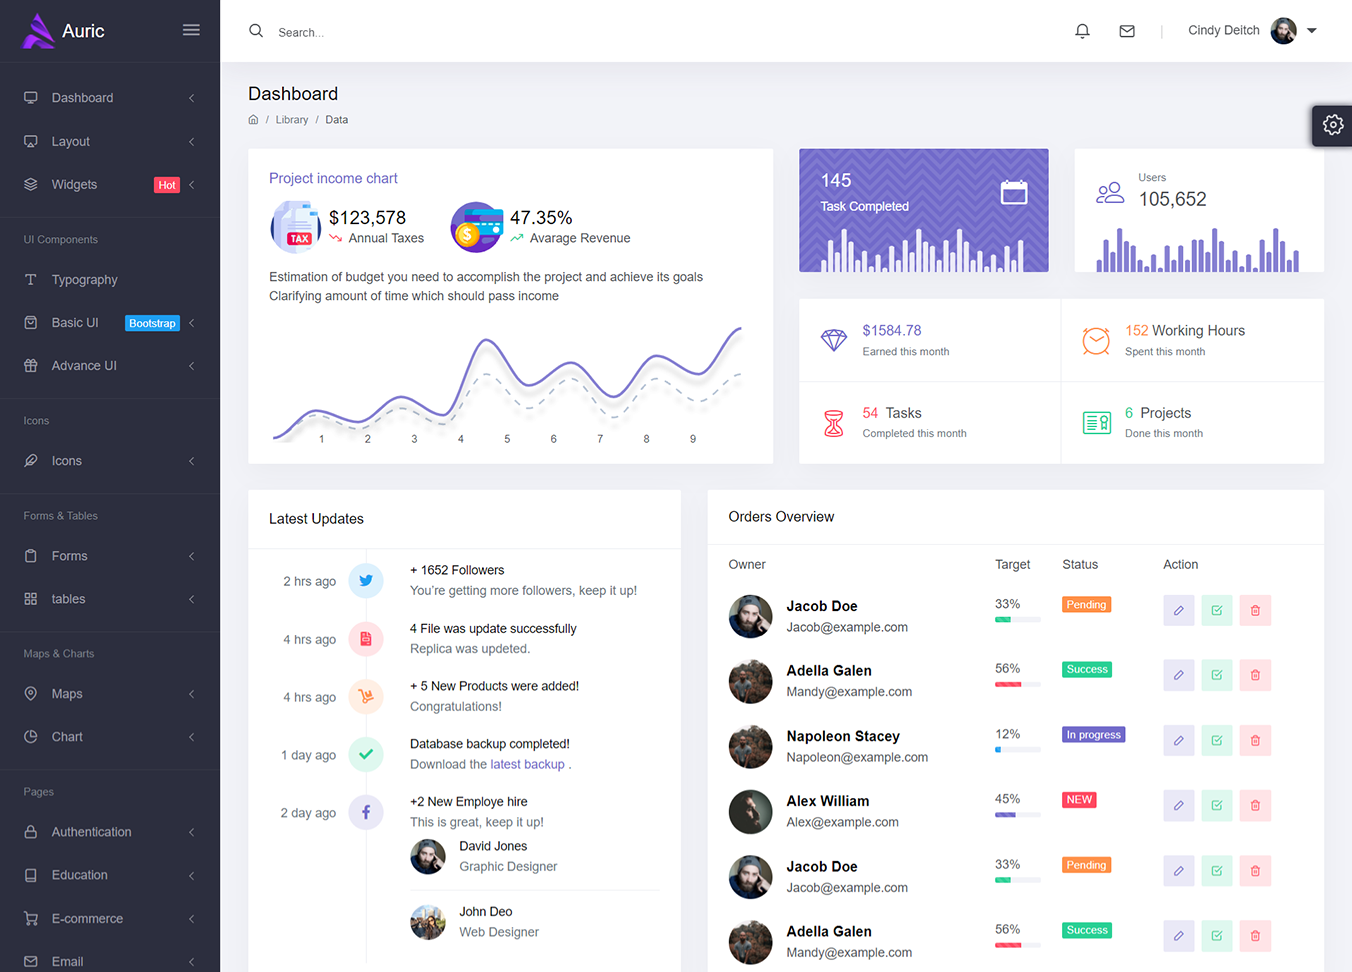 Auric
Search...
Cindy Deitch
Dashboard
Layout
Widgets Hot
UI Components
Typography
Basic UI Bootstrap
Advance UI
Icons
Icons
Forms & Tables
Forms
tables
Maps & Charts
Maps
Chart
Pages
Authentication
Education
E-commerce
Email
Dashboard
/ Library / Data
Project income chart
TAX
$123,578
Annual Taxes
$
47.35%
Avarage Revenue
Estimation of budget you need to accomplish the project and achieve its goals
Clarifying amount of time which should pass income
1 2 3 4 5 6 7 8 9
145
Task Completed
Users
105,652
$1584.78
Earned this month
152 Working Hours
Spent this month
54 Tasks
Completed this month
6 Projects
Done this month
Latest Updates
2 hrs ago
+ 1652 Followers
You're getting more followers, keep it up!
4 hrs ago
4 File was update successfully
Replica was updeted.
4 hrs ago
+ 5 New Products were added!
Congratulations!
1 day ago
Database backup completed!
Download the latest backup .
2 day ago
+2 New Employe hire
This is great, keep it up!
David Jones
Graphic Designer
John Deo
Web Designer
Orders Overview
Owner Target Status Action
Jacob Doe
Jacob@example.com
33%
Pending
Adella Galen
Mandy@example.com
56%
Success
Napoleon Stacey
Napoleon@example.com
12%
In progress
Alex William
Alex@example.com
45%
NEW
Jacob Doe
Jacob@example.com
33%
Pending
Adella Galen
Mandy@example.com
56%
Success